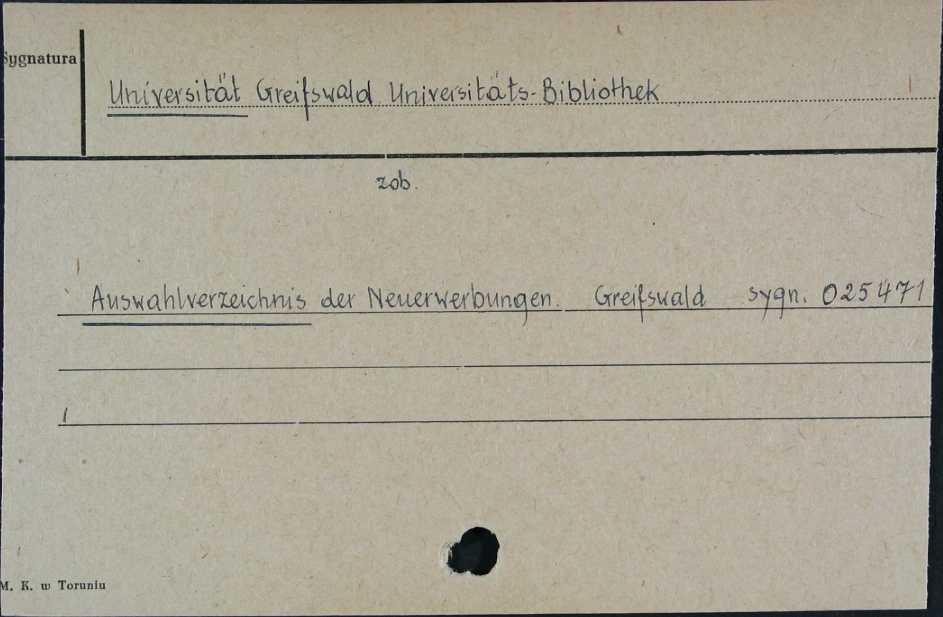 Sygnatura
Universität Greifswald. Universitäts-Bibliothek
zob.
Auswahlverzeichnis der Neuerwerbungen. Greifswald sygn. 025471
M. K. w Toruniu